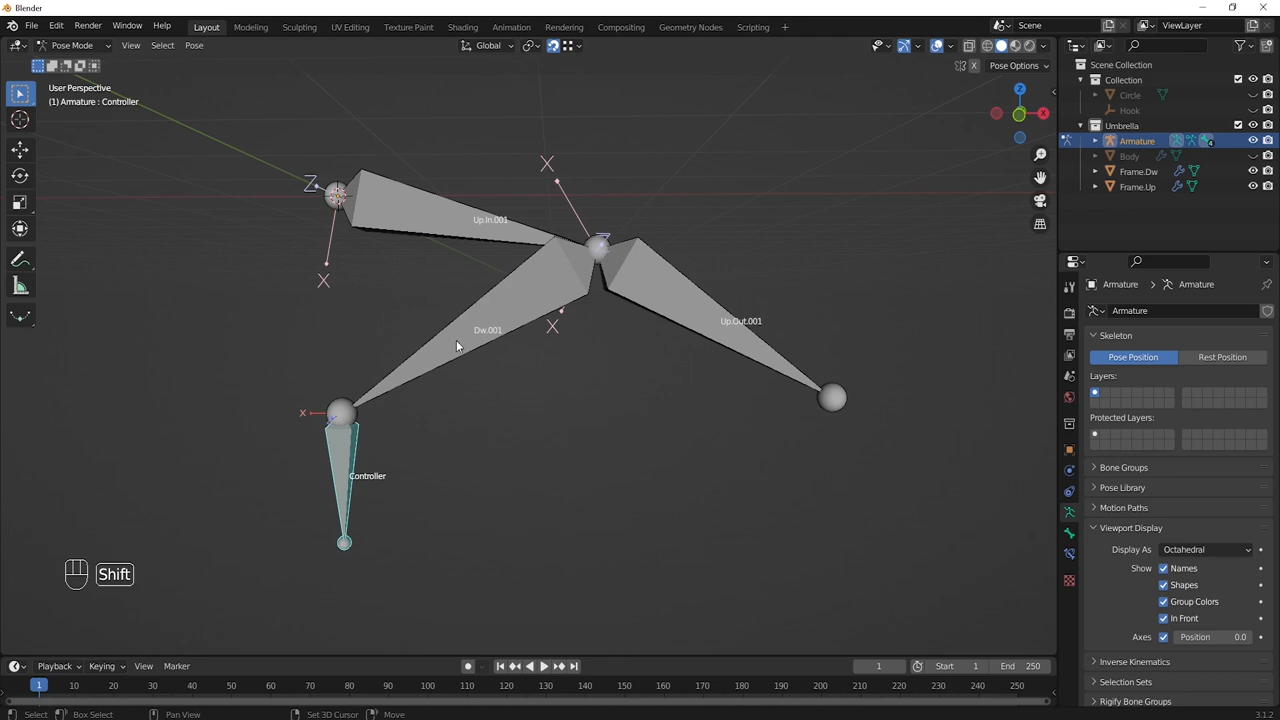 Blender
File Edit Render Window Help
Layout Modeling Sculpting UV Editing Texture Paint Shading Animation Rendering Compositing Geometry Nodes Scripting +
Scene
ViewLayer
Pose Mode View Select Pose
Global
X Pose Options
User Perspective
(1) Armature : Controller
Z
X
Scene Collection
Collection
Circle
Hook
Umbrella
Armature
4
Body
Frame.Dw
Frame.Up
Z
X
X
Z
X
X
Up.In.001
Dw.001
Up.Out.001
Controller
Shift
Armature > Armature
Armature
Skeleton
Pose Position Rest Position
Layers:
Protected Layers:
Bone Groups
Pose Library
Motion Paths
Viewport Display
Display As Octahedral
Show Names
Shapes
Group Colors
In Front
Axes Position 0.0
Inverse Kinematics
Selection Sets
Rigify Bone Groups
Playback Keying View Marker
1 Start 1 End 250
1 10 20 30 40 50 60 70 80 90 100 110 120 130 140 150 160 170 180 190 200 210 220 230 240 250
Select Box Select Pan View Set 3D Cursor Move 3.1.2